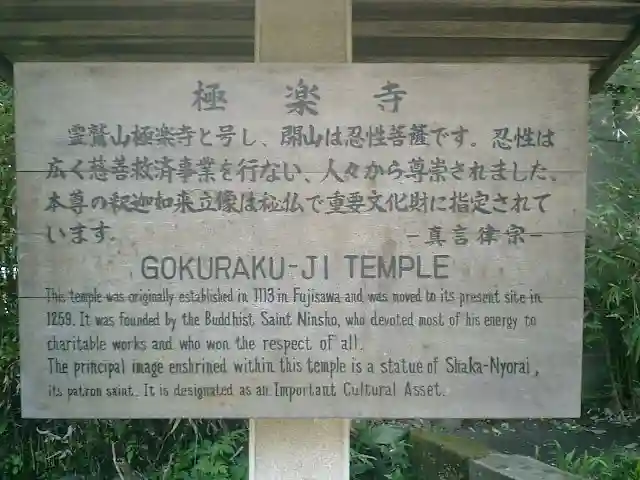 極楽寺
霊鷲山極楽寺と号し、開山は忍性菩薩です。忍性は
広く慈善救済事業を行ない、人々から尊崇されました。
本尊の釈迦如来立像は秘仏で重要文化財に指定されて
います。 －真言律宗－
GOKURAKU-JI TEMPLE
This temple was originally established in 1113 in Fujisawa and was moved to its present site in
1259. It was founded by the Buddhist Saint Ninsho, who devoted most of his energy to
charitable works and who won the respect of all.
The principal image enshrined within this temple is a statue of Shaka-Nyorai,
its patron saint. It is designated as an Important Cultural Asset.